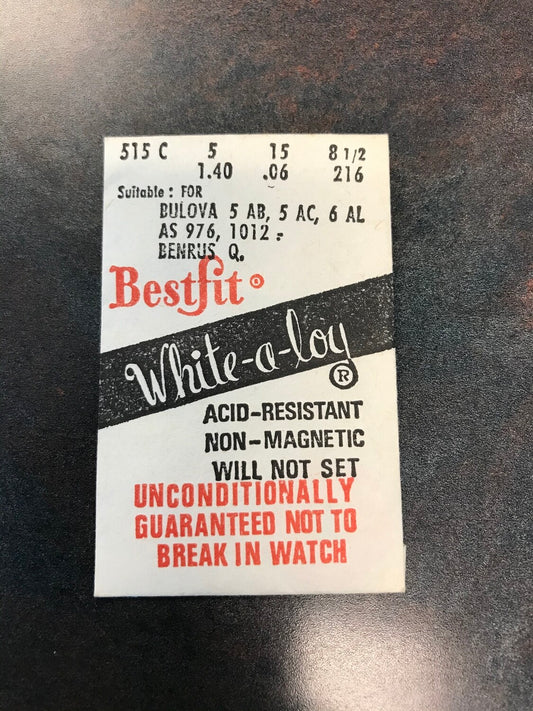 515 C 5 15 8 1/2
1.40 .06 216
Suitable : FOR
BULOVA 5 AB, 5 AC, 6 AL
AS 976, 1012 :-
BENRUS Q.
Bestfit ®
White-a-loy ®
ACID-RESISTANT
NON-MAGNETIC
WILL NOT SET
UNCONDITIONALLY
GUARANTEED NOT TO
BREAK IN WATCH